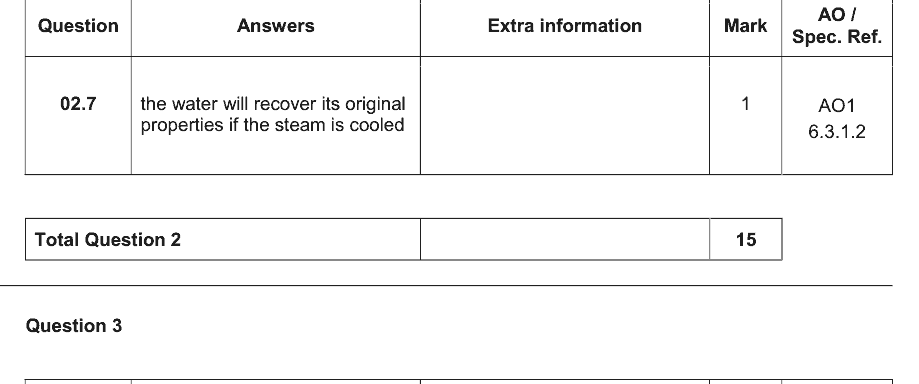 Question Answers Extra information Mark AO /
Spec. Ref.
02.7 the water will recover its original 1 AO1
properties if the steam is cooled 6.3.1.2
Total Question 2 15
Question 3